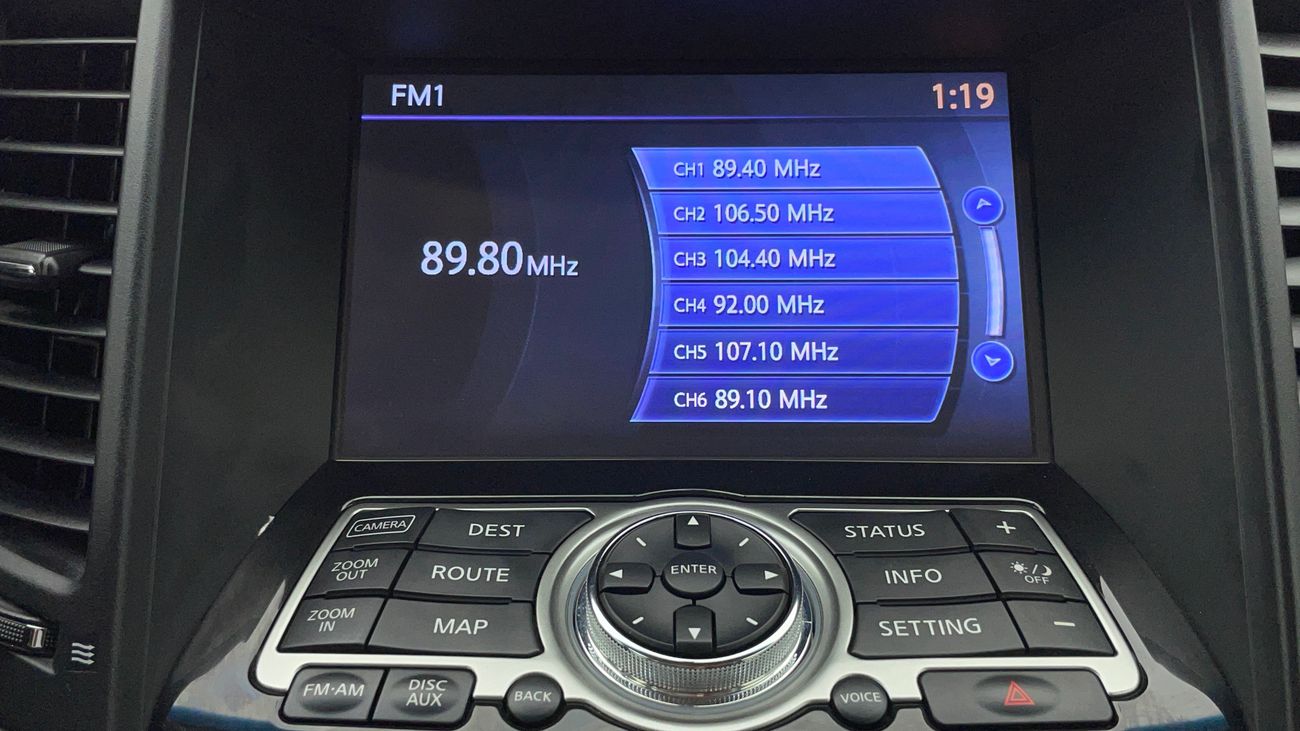 FM1
1:19
89.80 MHz
CH1 89.40 MHz
CH2 106.50 MHz
CH3 104.40 MHz
CH4 92.00 MHz
CH5 107.10 MHz
CH6 89.10 MHz
CAMERA
DEST
STATUS
+
ZOOM
OUT
ROUTE
ENTER
INFO
/
OFF
ZOOM
IN
MAP
SETTING
−
FM·AM
DISC
AUX
BACK
VOICE